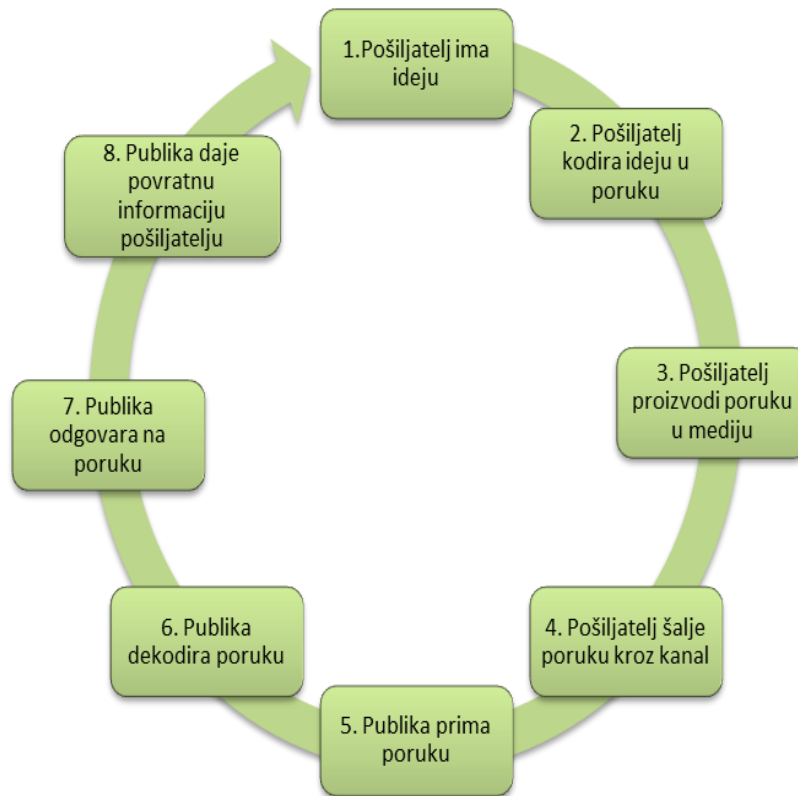 1.Pošiljatelj ima
ideju
2. Pošiljatelj
kodira ideju u
poruku
3. Pošiljatelj
proizvodi poruku
u mediju
4. Pošiljatelj šalje
poruku kroz kanal
5. Publika prima
poruku
6. Publika
dekodira poruku
7. Publika
odgovara na
poruku
8. Publika daje
povratnu
informaciju
pošiljatelju